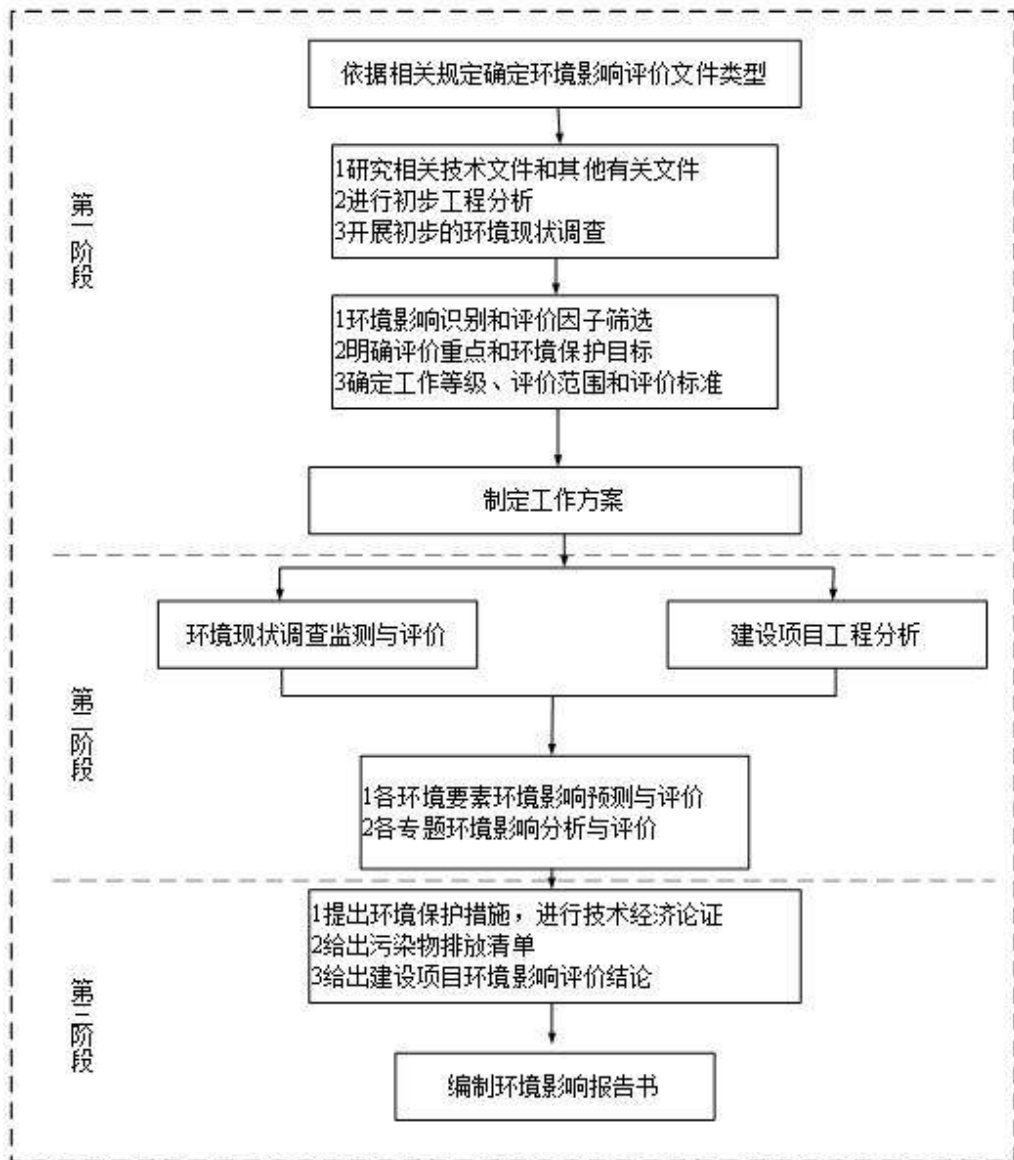 依据相关规定确定环境影响评价文件类型
1研究相关技术文件和其他有关文件
2进行初步工程分析
3开展初步的环境现状调查
第一阶段
1环境影响识别和评价因子筛选
2明确评价重点和环境保护目标
3确定工作等级、评价范围和评价标准
制定工作方案
环境现状调查监测与评价
建设项目工程分析
第二阶段
1各环境要素环境影响预测与评价
2各专题环境影响分析与评价
1提出环境保护措施，进行技术经济论证
2给出污染物排放清单
3给出建设项目环境影响评价结论
第三阶段
编制环境影响报告书